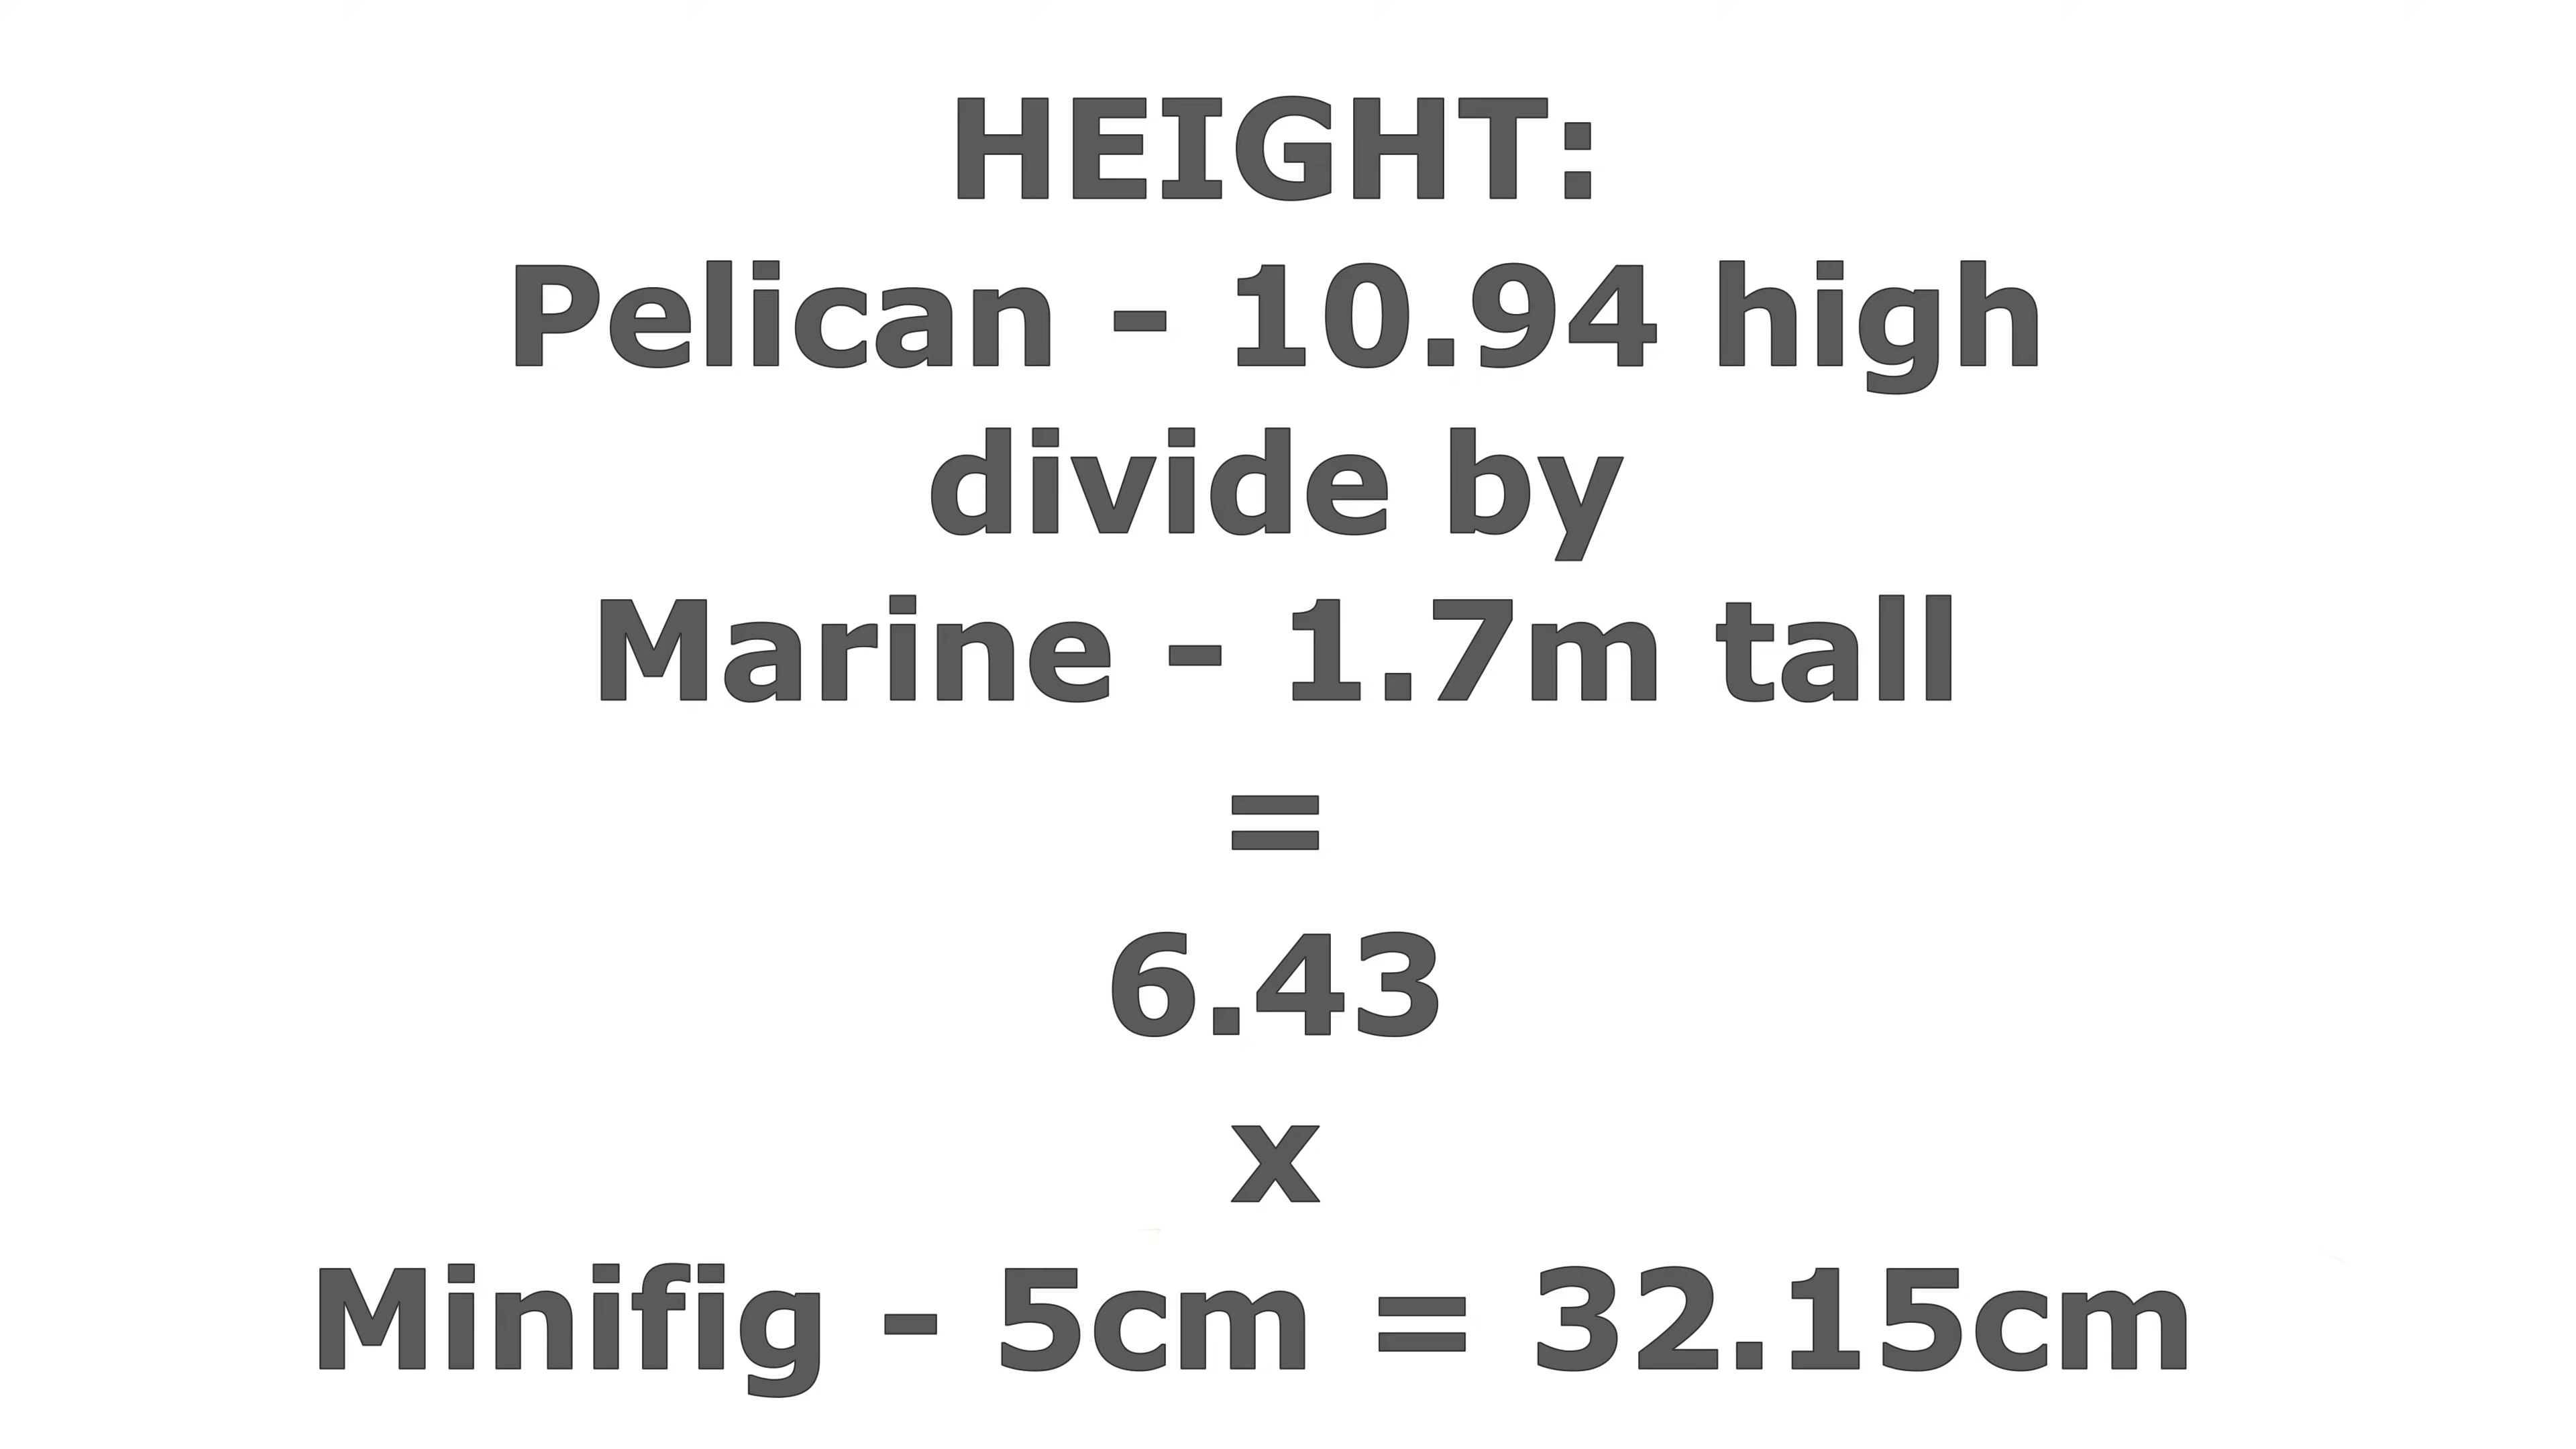 HEIGHT:
Pelican - 10.94 high
divide by
Marine - 1.7m tall
=
6.43
x
Minifig - 5cm = 32.15cm